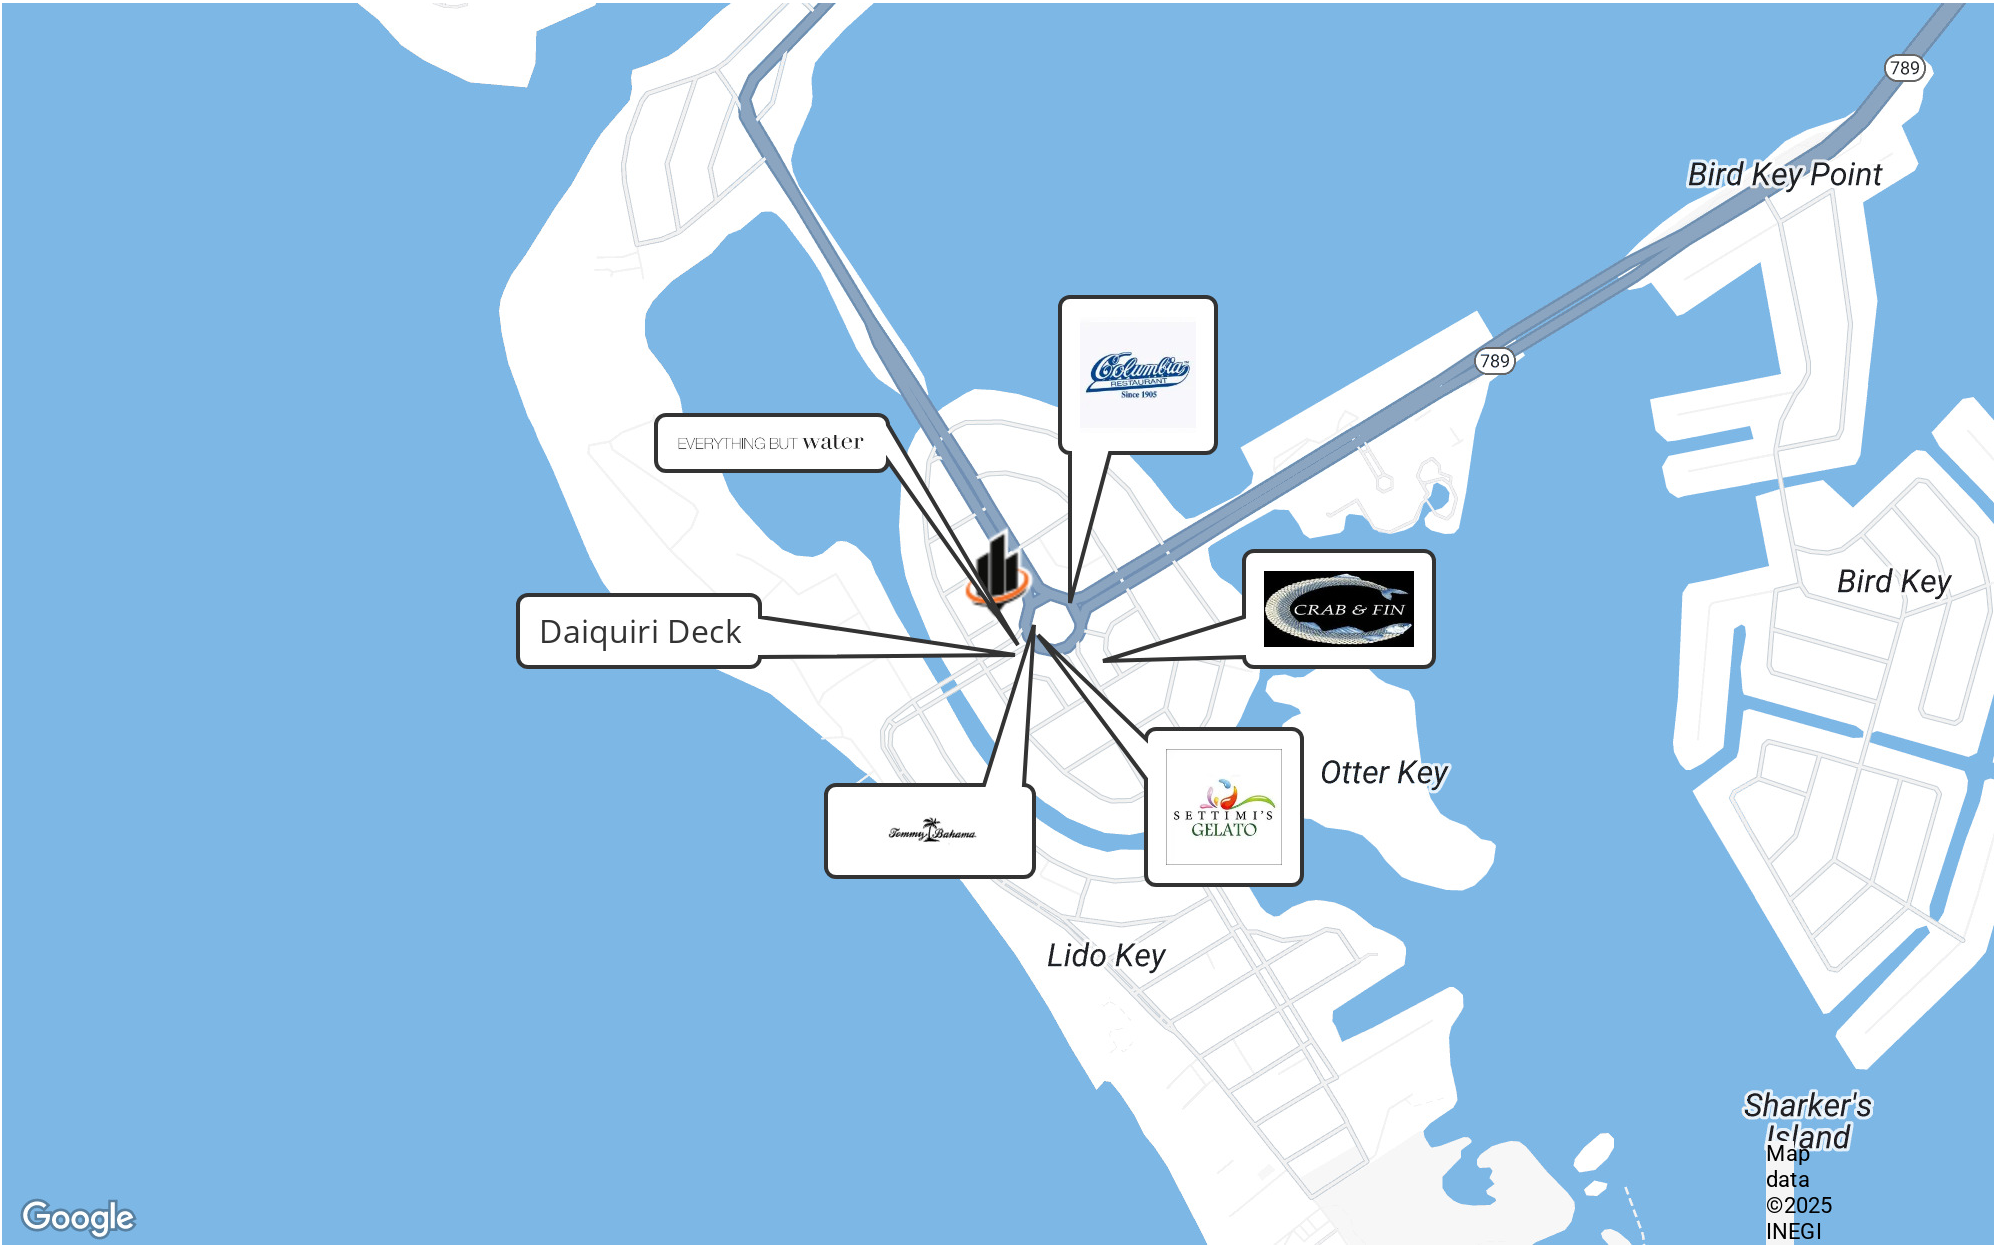 789
Bird Key Point
Columbia
RESTAURANT
Since 1905
789
EVERYTHING BUT water
Bird Key
CRAB & FIN
Daiquiri Deck
Otter Key
SETTIMI'S
GELATO
Tommy Bahama
Lido Key
Sharker's
Island
Map
data
©2025
INEGI
Google